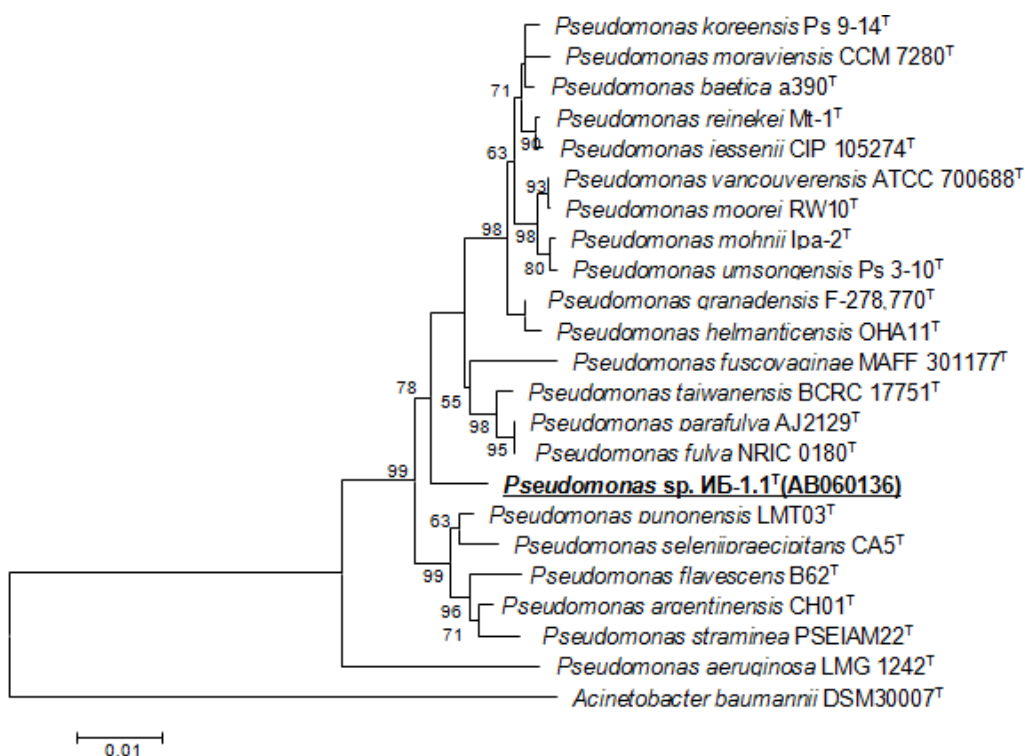 Pseudomonas koreensis Ps 9-14T
Pseudomonas moraviensis CCM 7280T
Pseudomonas baetica a390T
71
Pseudomonas reinekei Mt-1T
90
Pseudomonas iessenii CIP 105274T
63
Pseudomonas vancouverensis ATCC 700688T
93
Pseudomonas moorei RW10T
98
98
Pseudomonas mohnii Ipa-2T
80
Pseudomonas umsongensis Ps 3-10T
Pseudomonas granadensis F-278,770T
Pseudomonas helmanticensis OHA11T
Pseudomonas fuscovaginae MAFF 301177T
78
55
Pseudomonas taiwanensis BCRC 17751T
98
Pseudomonas parafulva AJ2129T
95
Pseudomonas fulva NRIC 0180T
99
Pseudomonas sp. ИБ-1.1T(AB060136)
63
Pseudomonas punonensis LMT03T
Pseudomonas seleniipraecipitans CA5T
99
Pseudomonas flavescens B62T
96
Pseudomonas argentinensis CH01T
71
Pseudomonas straminea PSEIAM22T
Pseudomonas aeruginosa LMG 1242T
Acinetobacter baumannii DSM30007T
0.01